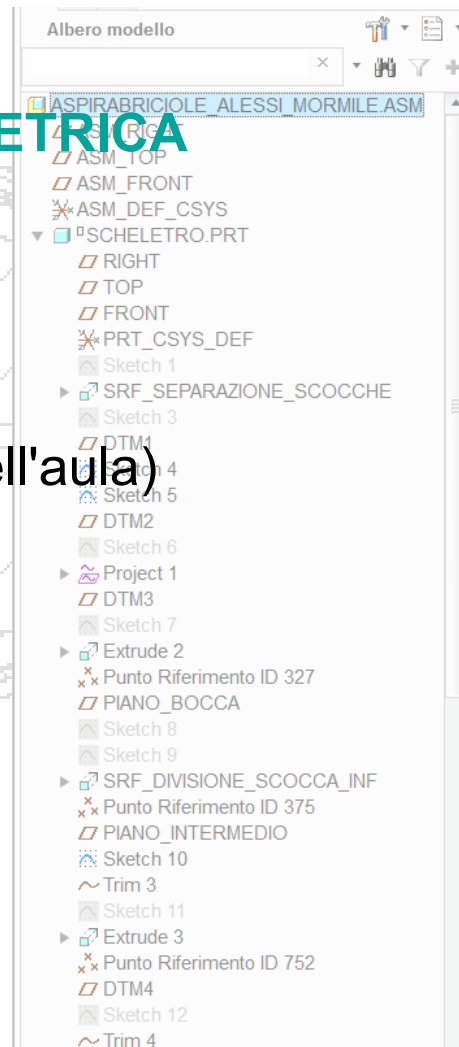 Albero modello
ASPIRABRICIOLE_ALESSI_MORMILE.ASM
ETRICA
ASM_RIGHT
ASM_TOP
ASM_FRONT
ASM_DEF_CSYS
SCHELETRO.PRT
RIGHT
TOP
FRONT
PRT_CSYS_DEF
Sketch 1
SRF_SEPARAZIONE_SCOCCHE
Sketch 3
DTM1
ell'aula)
Sketch 4
Sketch 5
DTM2
Sketch 6
Project 1
DTM3
Sketch 7
Extrude 2
Punto Riferimento ID 327
PIANO_BOCCA
Sketch 8
Sketch 9
SRF_DIVISIONE_SCOCCA_INF
Punto Riferimento ID 375
PIANO_INTERMEDIO
Sketch 10
Trim 3
Sketch 11
Extrude 3
Punto Riferimento ID 752
DTM4
Sketch 12
Trim 4